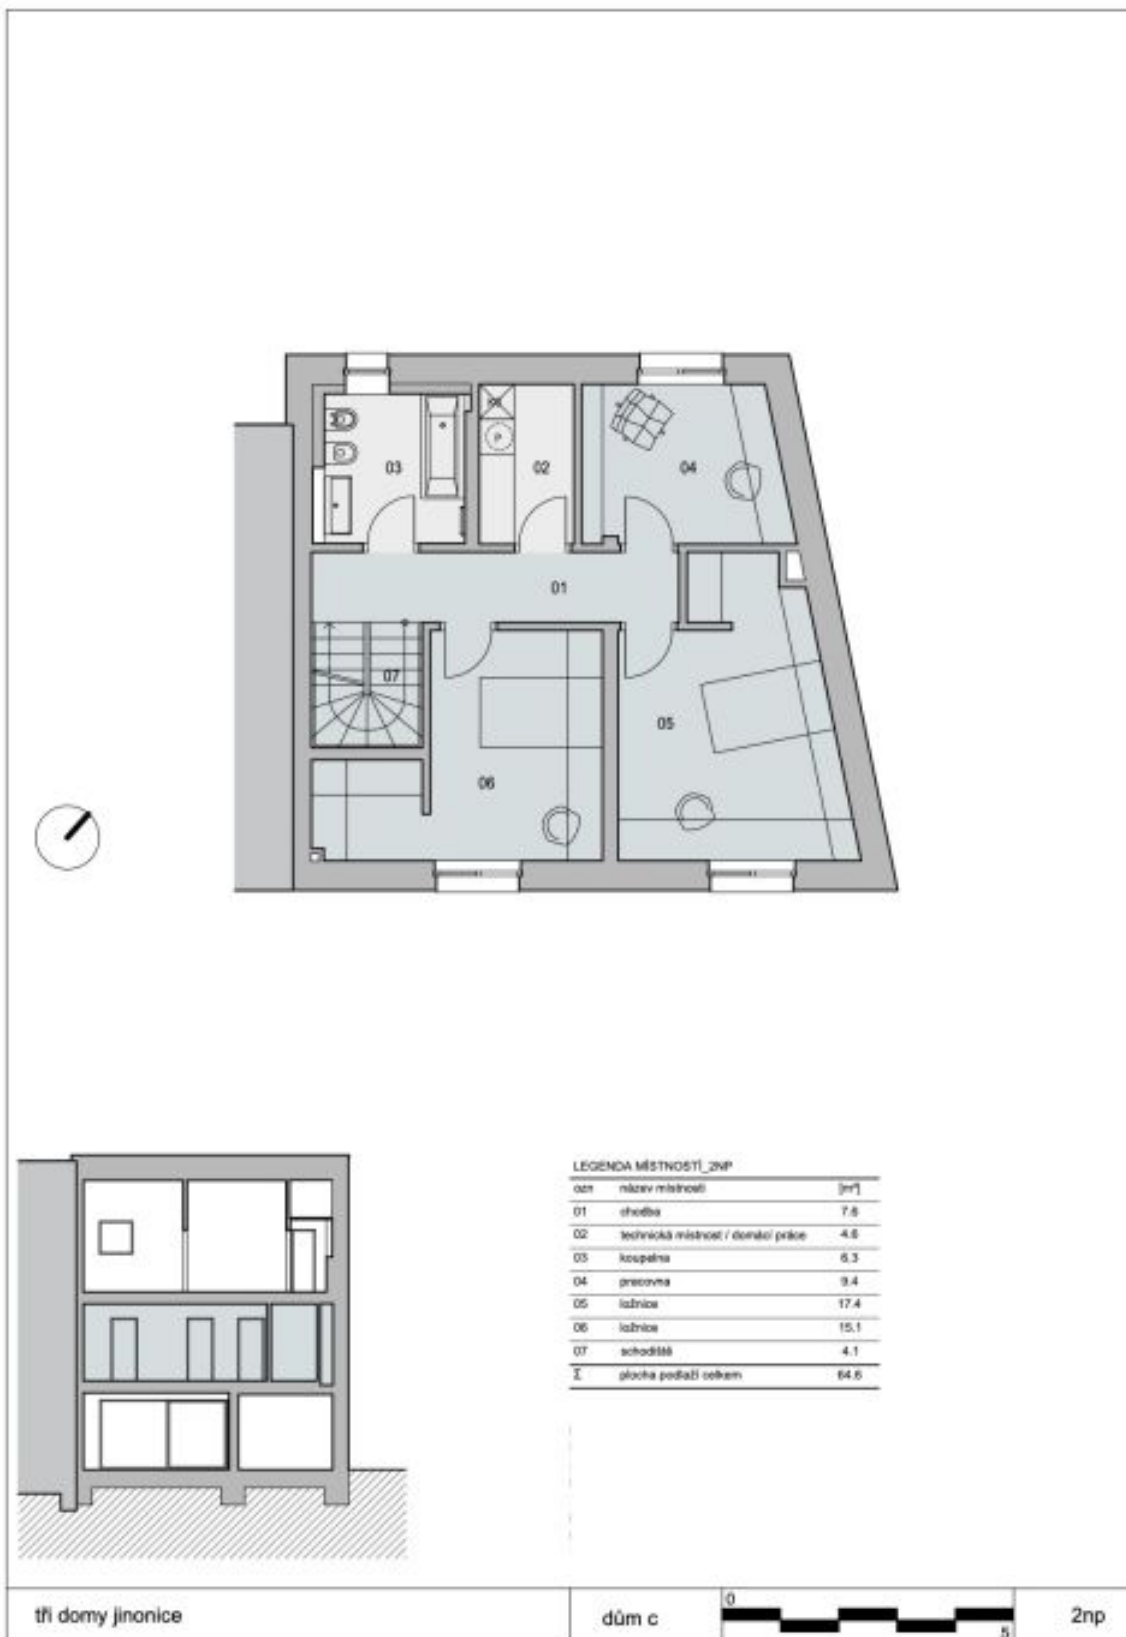 03
02
04
01
07
05
06
LEGENDA MÍSTNOSTÍ_2NP
ozn název místnosti [m²]
01 chodba 7.6
02 technická místnost / domácí práce 4.6
03 koupelna 6.3
04 pracovna 9.4
05 ložnice 17.4
06 ložnice 15.1
07 schodiště 4.1
Σ plocha podlaží celkem 64.6
tři domy jinonice
dům c
0
5
2np